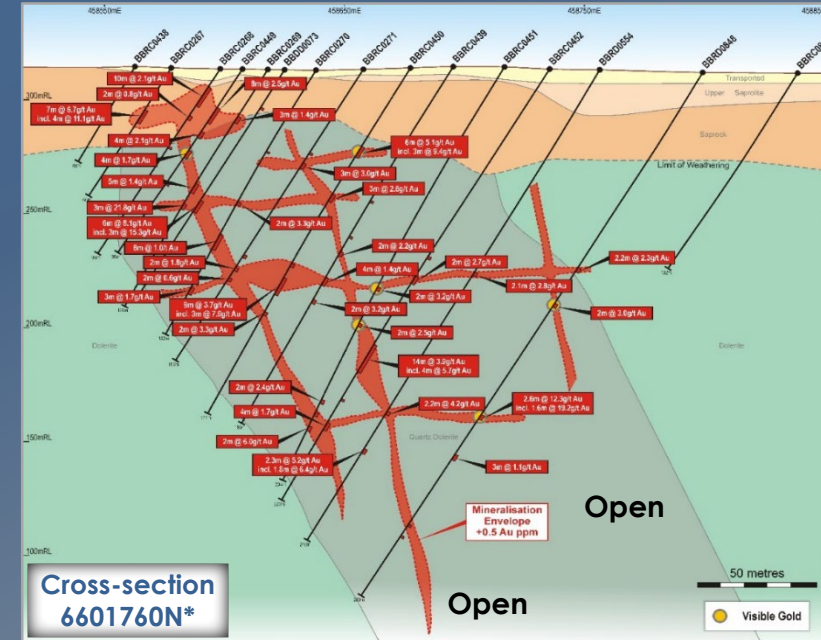 458550mE
458650mE
458750mE
BBRC0438
BBRC0267
BBRC0268
BBRC0449
BBRC0269
BBDD0073
BBRC0270
BBRC0271
BBRC0450
BBRC0439
BBRC0451
BBRC0452
BBRD0554
BBRD0848
Transported
Upper Saprolite
Saprock
Limit of Weathering
300mRL
250mRL
200mRL
150mRL
100mRL
10m @ 2.1g/t Au
2m @ 0.8g/t Au
7m @ 6.7g/t Au
incl. 4m @ 11.1g/t Au
8m @ 2.5g/t Au
3m @ 1.4g/t Au
4m @ 2.1g/t Au
4m @ 1.7g/t Au
5m @ 1.4g/t Au
3m @ 21.8g/t Au
6m @ 8.1g/t Au
incl. 3m @ 15.3g/t Au
8m @ 1.0/t Au
2m @ 1.8g/t Au
2m @ 6.6g/t Au
3m @ 1.7g/t Au
9m @ 3.7g/t Au
incl. 3m @ 7.6g/t Au
2m @ 3.3g/t Au
6m @ 5.1g/t Au
incl. 3m @ 9.4g/t Au
3m @ 3.0g/t Au
3m @ 2.6g/t Au
2m @ 3.3g/t Au
2m @ 2.2g/t Au
4m @ 1.4g/t Au
2m @ 2.7g/t Au
2.2m @ 2.3g/t Au
2.1m @ 2.8g/t Au
2m @ 3.2g/t Au
2m @ 3.2g/t Au
2m @ 3.0g/t Au
2m @ 2.5g/t Au
14m @ 3.9g/t Au
incl. 4m @ 5.7g/t Au
2m @ 2.4g/t Au
4m @ 1.7g/t Au
2m @ 6.0g/t Au
2.3m @ 5.2g/t Au
incl. 1.8m @ 6.4g/t Au
2.2m @ 4.2g/t Au
2.6m @ 12.3g/t Au
incl. 1.6m @ 19.2g/t Au
3m @ 1.1g/t Au
Dolerite
Quartz Dolerite
Dolerite
Mineralisation
Envelope
+0.5 Au ppm
Open
Open
Cross-section
6601760N*
50 metres
Visible Gold